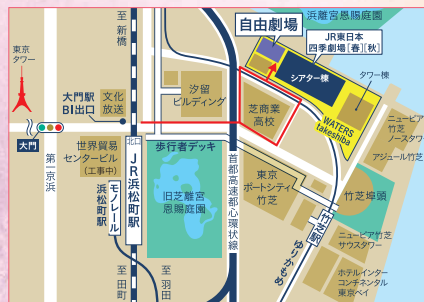 至
新
橋
自由劇場
浜離宮恩賜庭園
JR東日本
四季劇場[春][秋]
東京
タワー
シアター棟
タワー棟
大門駅
B1出口
文化
放送
汐留
ビルディング
芝商業
高校
WATERS
takeshiba
ニューピア
竹芝
ノースタワー
アジュール竹芝
大門
北口
歩行者デッキ
世界貿易
センタービル
(工事中)
第一京浜
モノレール
浜松町駅
JR浜松町駅
旧芝離宮
恩賜庭園
首都高速都心環状線
東京
ポートシティ
竹芝
竹芝埠頭
竹芝駅
ゆりかもめ
ニューピア竹芝
サウスタワー
ホテルインター
コンチネンタル
東京ベイ
至
田
町
至
羽
田